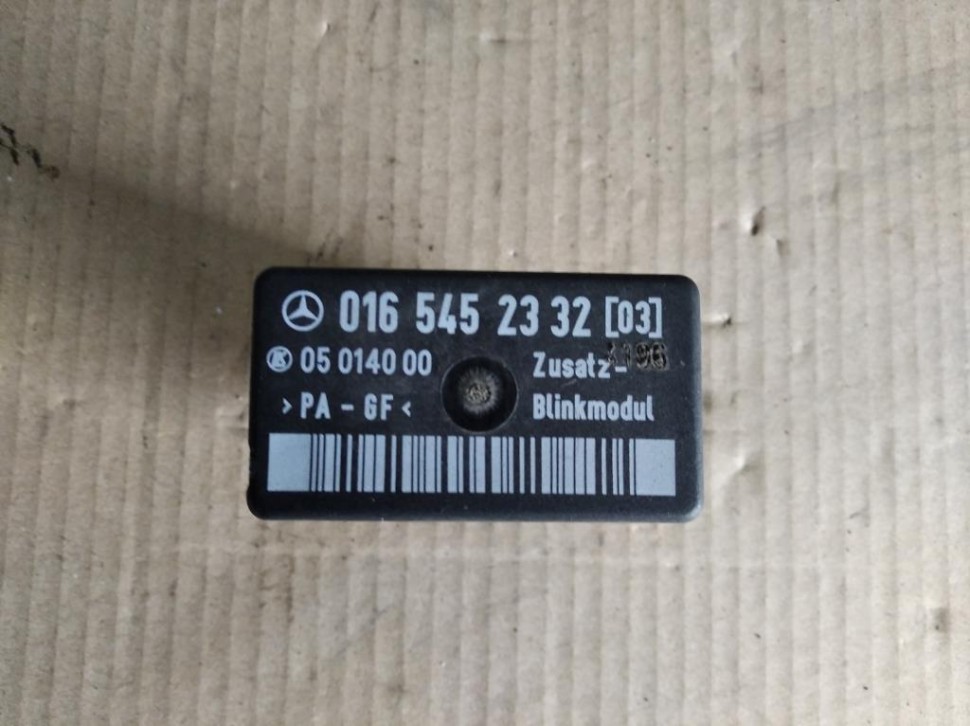 016 545 23 32 [03]
05 0140 00 Zusatz-
>PA - GF< Blinkmodul